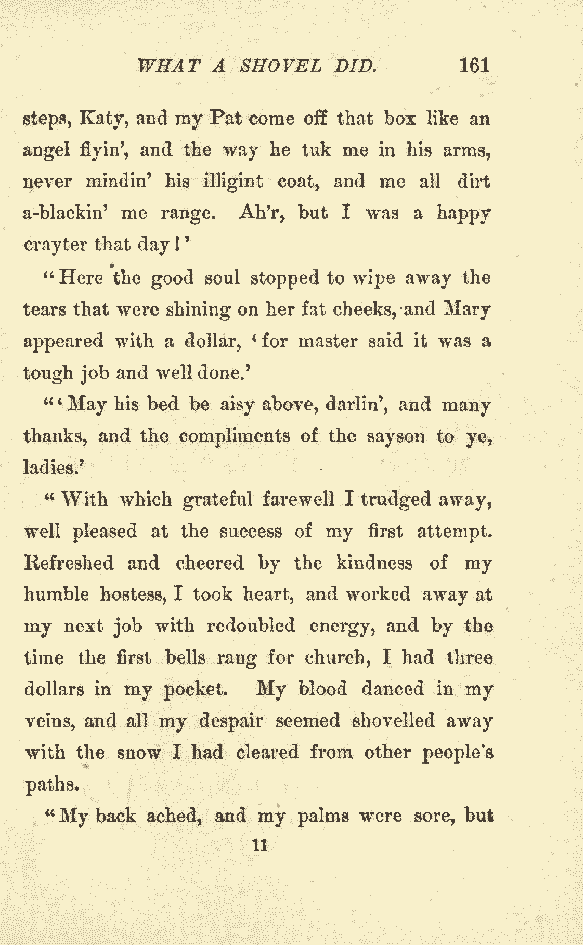 WHAT A SHOVEL DID. 161
steps, Katy, and my Pat come off that box like an
angel flyin', and the way he tuk me in his arms,
never mindin' his illigint coat, and me all dirt
a-blackin' me range. Ah'r, but I was a happy
crayter that day!'
"Here the good soul stopped to wipe away the
tears that were shining on her fat cheeks, and Mary
appeared with a dollar, 'for master said it was a
tough job and well done.'
"'May his bed be aisy above, darlin', and many
thanks, and the compliments of the sayson to ye,
ladies.'
"With which grateful farewell I trudged away,
well pleased at the success of my first attempt.
Refreshed and cheered by the kindness of my
humble hostess, I took heart, and worked away at
my next job with redoubled energy, and by the
time the first bells rang for church, I had three
dollars in my pocket. My blood danced in my
veins, and all my despair seemed shovelled away
with the snow I had cleared from other people's
paths.
"My back ached, and my palms were sore, but
11